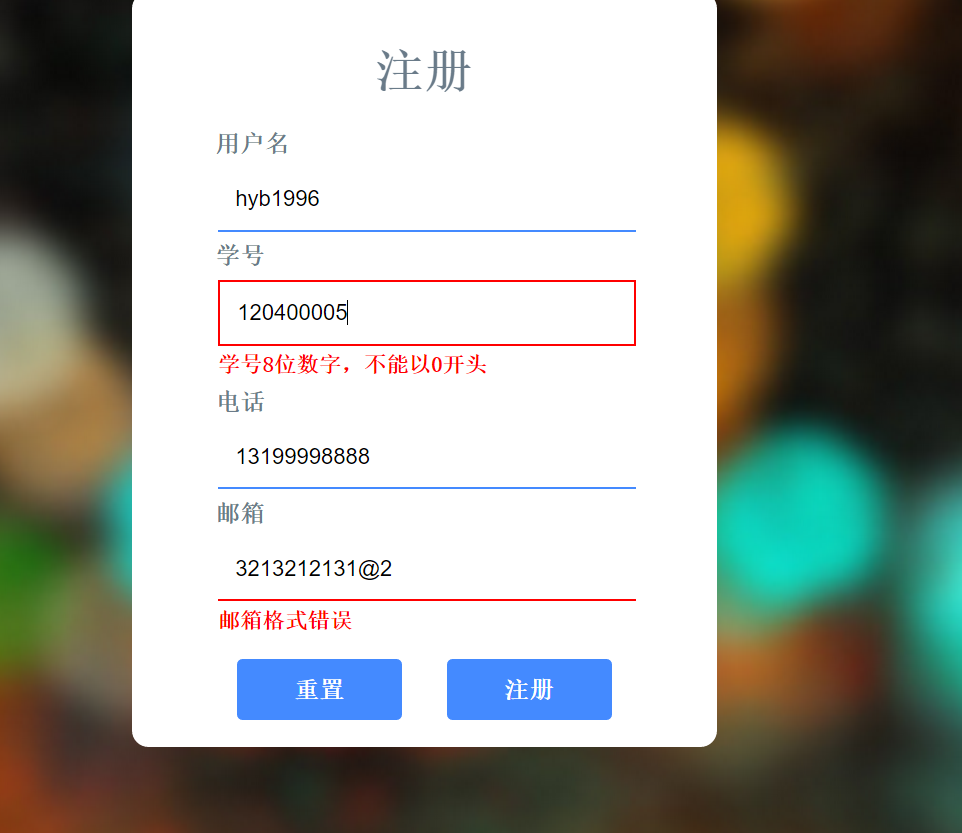 注册
用户名
hyb1996
学号
120400005
学号8位数字，不能以0开头
电话
13199998888
邮箱
3213212131@2
邮箱格式错误
重置 注册